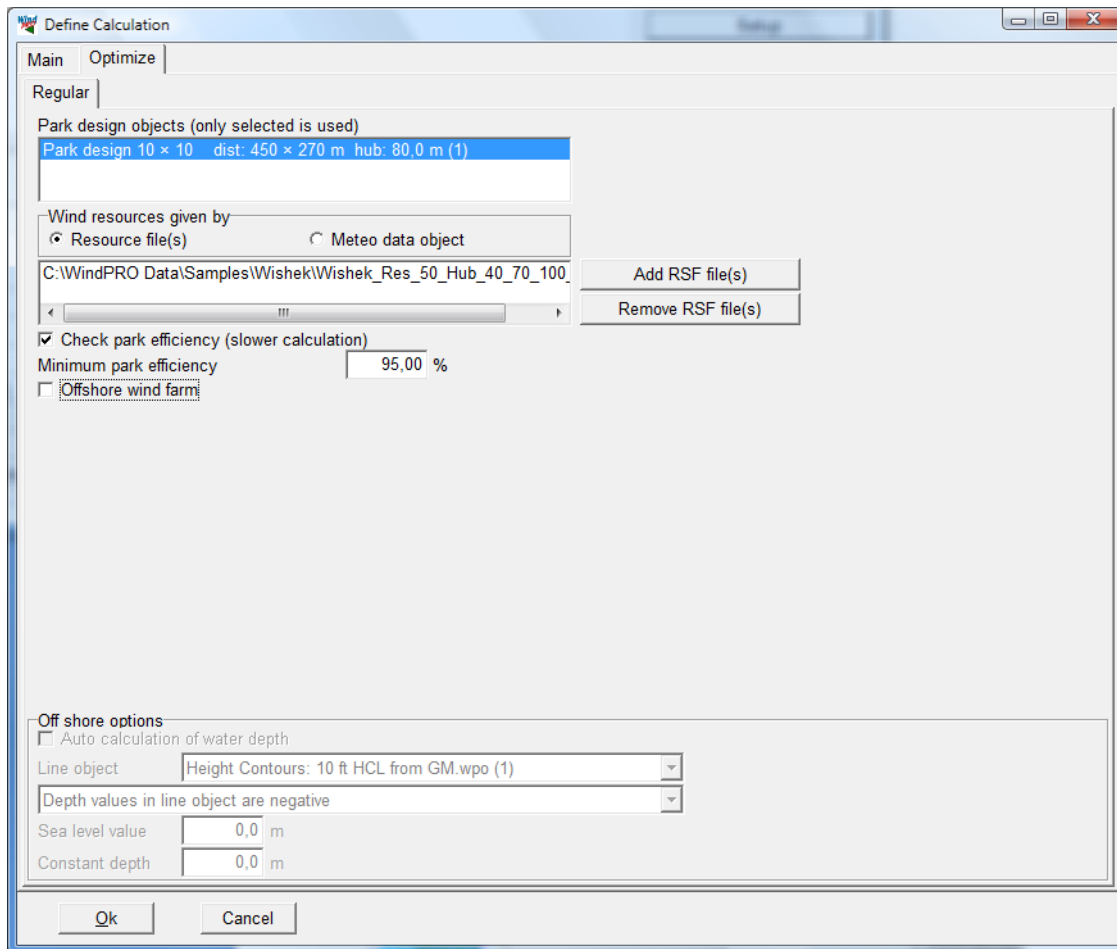 Define Calculation
Main Optimize
Regular
Park design objects (only selected is used)
Park design 10 × 10 dist: 450 × 270 m hub: 80,0 m (1)
Wind resources given by
Resource file(s) Meteo data object
C:\WindPRO Data\Samples\Wishek\Wishek_Res_50_Hub_40_70_100_
Add RSF file(s)
Remove RSF file(s)
Check park efficiency (slower calculation)
Minimum park efficiency 95,00 %
Offshore wind farm
Off shore options
Auto calculation of water depth
Line object Height Contours: 10 ft HCL from GM.wpo (1)
Depth values in line object are negative
Sea level value 0,0 m
Constant depth 0,0 m
Ok Cancel